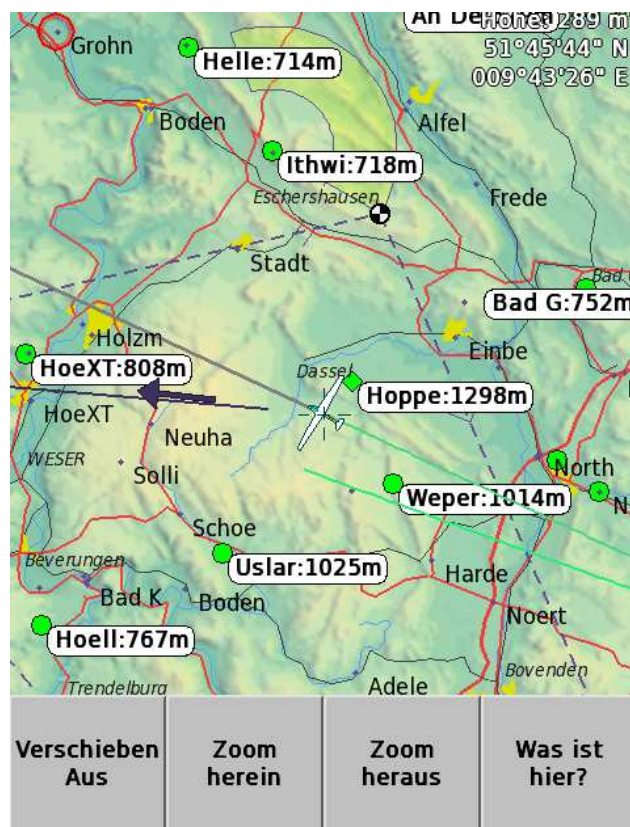 Höhe: 289 m
51°45'44" N
009°43'26" E
Grohn
Helle:714m
Boden
Alfel
Ithwi:718m
Eschershausen
Frede
Stadt
Bad G:752m
Holzm
Einbe
HoeXT:808m
Dassel
Hoppe:1298m
HoeXT
Neuha
WESER
Solli
North
Weper:1014m
Schoe
Uslar:1025m
Beverungen
Harde
Bad K
Boden
Noert
Hoell:767m
Bovenden
Trendelburg
Adele
Verschieben
Aus
Zoom
herein
Zoom
heraus
Was ist
hier?